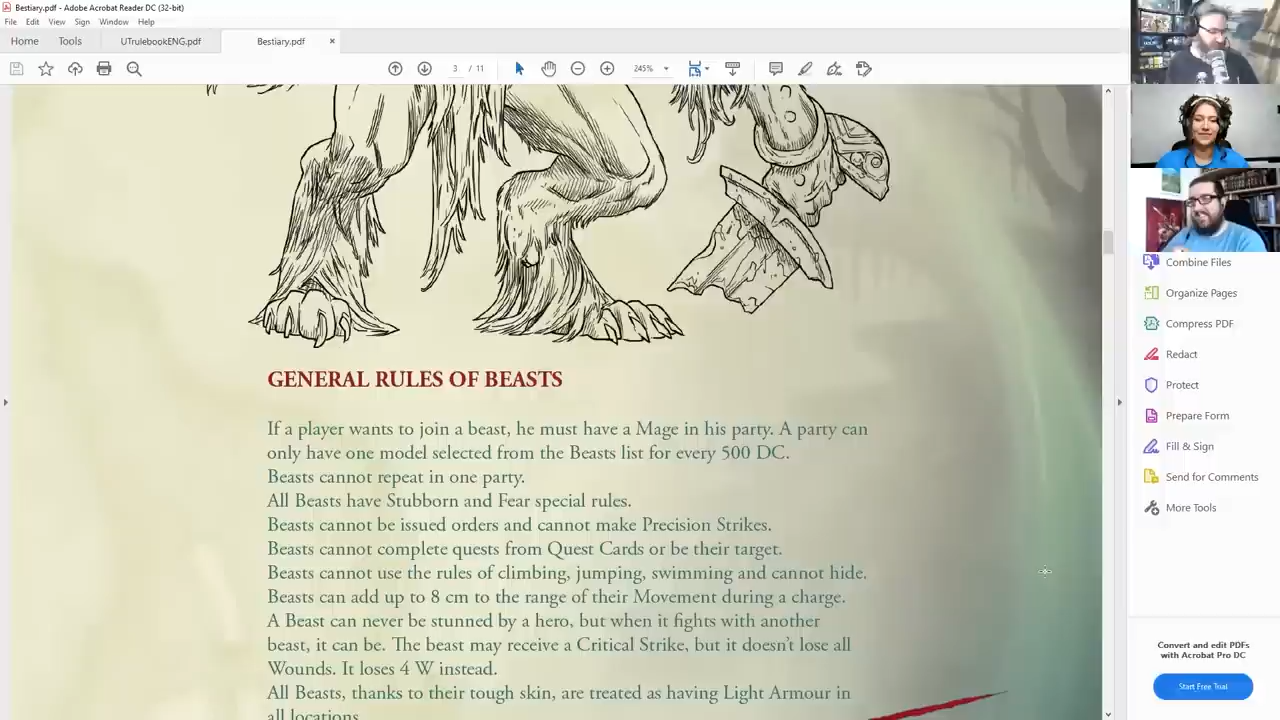 Bestiary.pdf - Adobe Acrobat Reader DC (32-bit)
File Edit View Sign Window Help
Home Tools UTrulebookENG.pdf Bestiary.pdf ×
3 / 11 245%
Combine Files
Organize Pages
Compress PDF
Redact
Protect
Prepare Form
Fill & Sign
Send for Comments
More Tools
GENERAL RULES OF BEASTS
If a player wants to join a beast, he must have a Mage in his party. A party can
only have one model selected from the Beasts list for every 500 DC.
Beasts cannot repeat in one party.
All Beasts have Stubborn and Fear special rules.
Beasts cannot be issued orders and cannot make Precision Strikes.
Beasts cannot complete quests from Quest Cards or be their target.
Beasts cannot use the rules of climbing, jumping, swimming and cannot hide.
Beasts can add up to 8 cm to the range of their Movement during a charge.
A Beast can never be stunned by a hero, but when it fights with another
beast, it can be. The beast may receive a Critical Strike, but it doesn't lose all
Wounds. It loses 4 W instead.
All Beasts, thanks to their tough skin, are treated as having Light Armour in
all locations.
Convert and edit PDFs
with Acrobat Pro DC
Start Free Trial